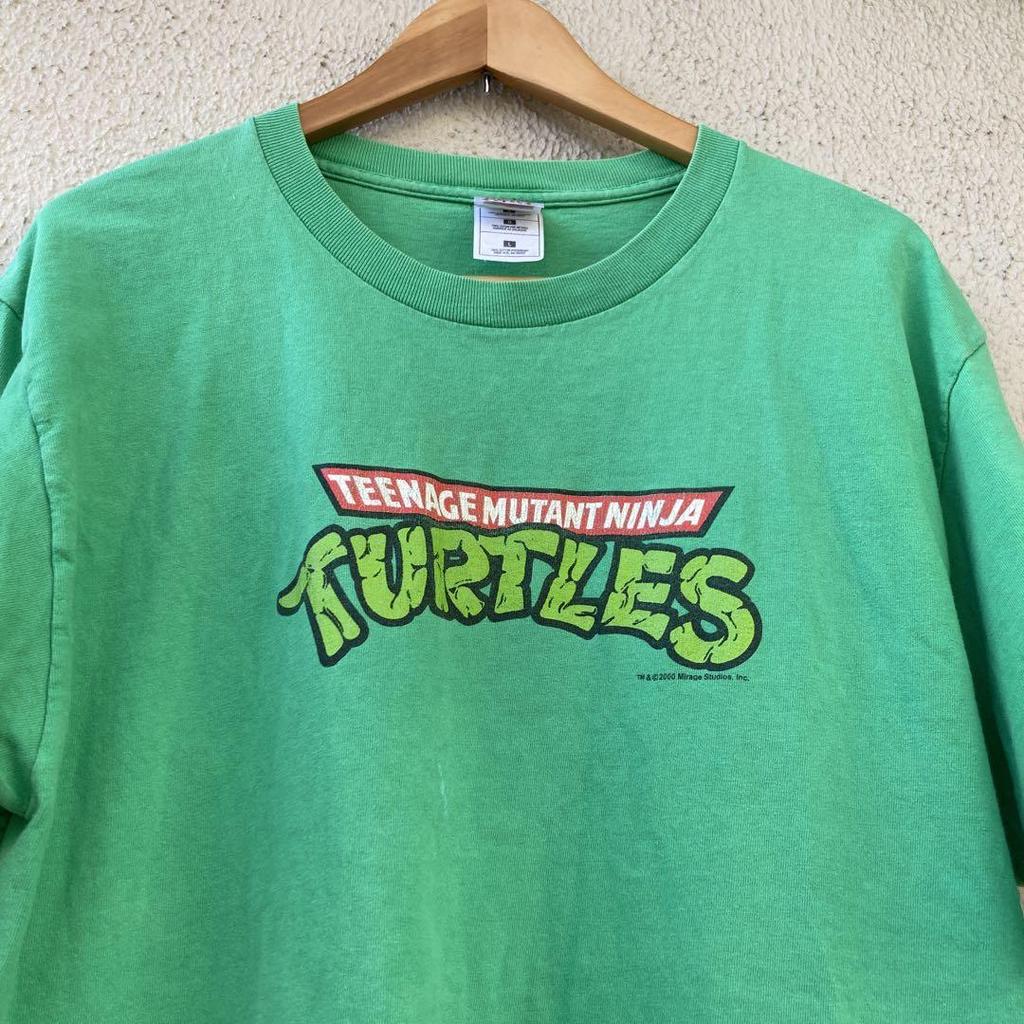 L
TEENAGE MUTANT NINJA
TURTLES
™ & © 2000 Mirage Studios, Inc.